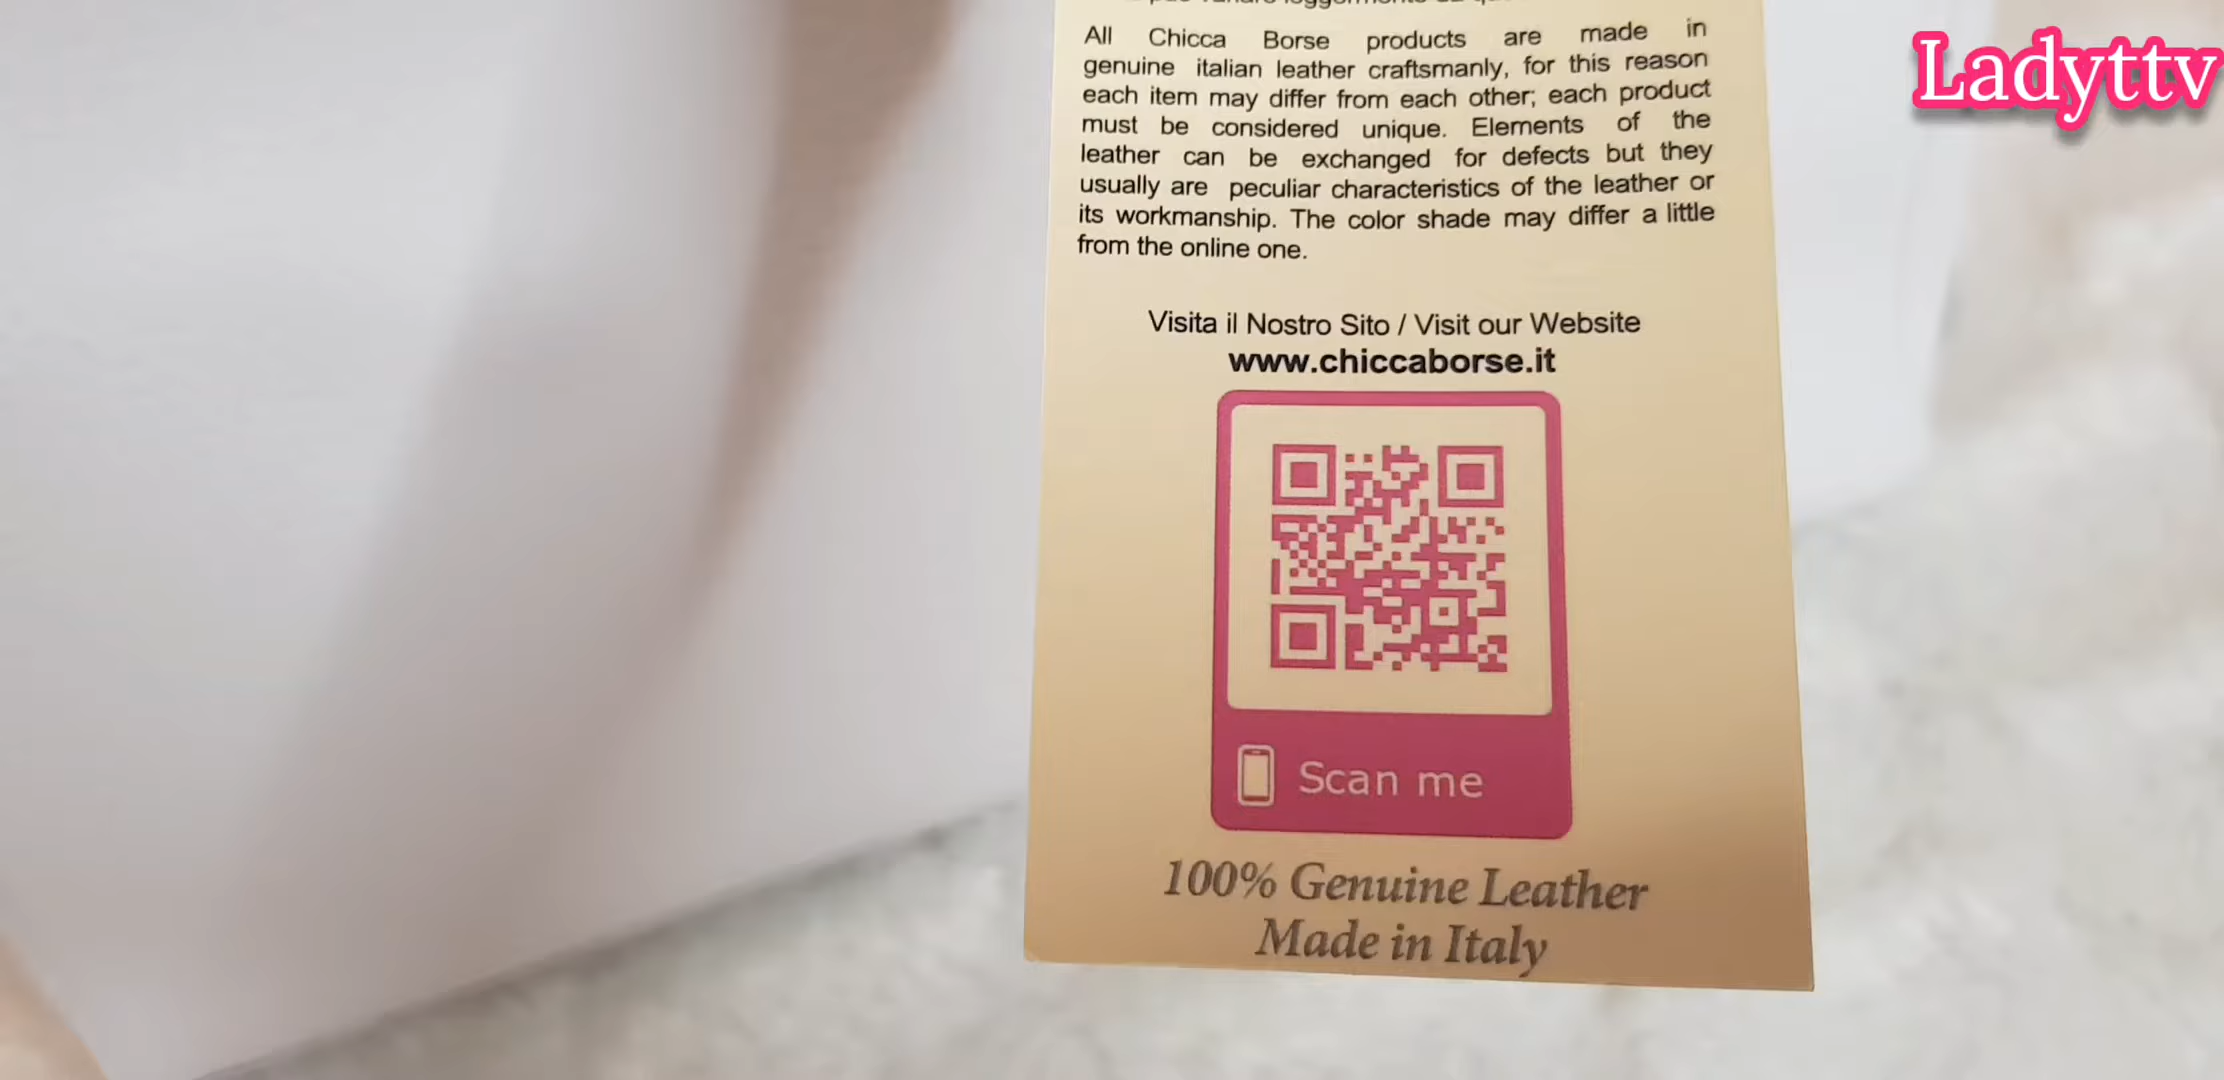 All Chicca Borse products are made in
genuine italian leather craftsmanly, for this reason
each item may differ from each other; each product
must be considered unique. Elements of the
leather can be exchanged for defects but they
usually are peculiar characteristics of the leather or
its workmanship. The color shade may differ a little
from the online one.
Visita il Nostro Sito / Visit our Website
www.chiccaborse.it
Scan me
100% Genuine Leather
Made in Italy
Ladyttv